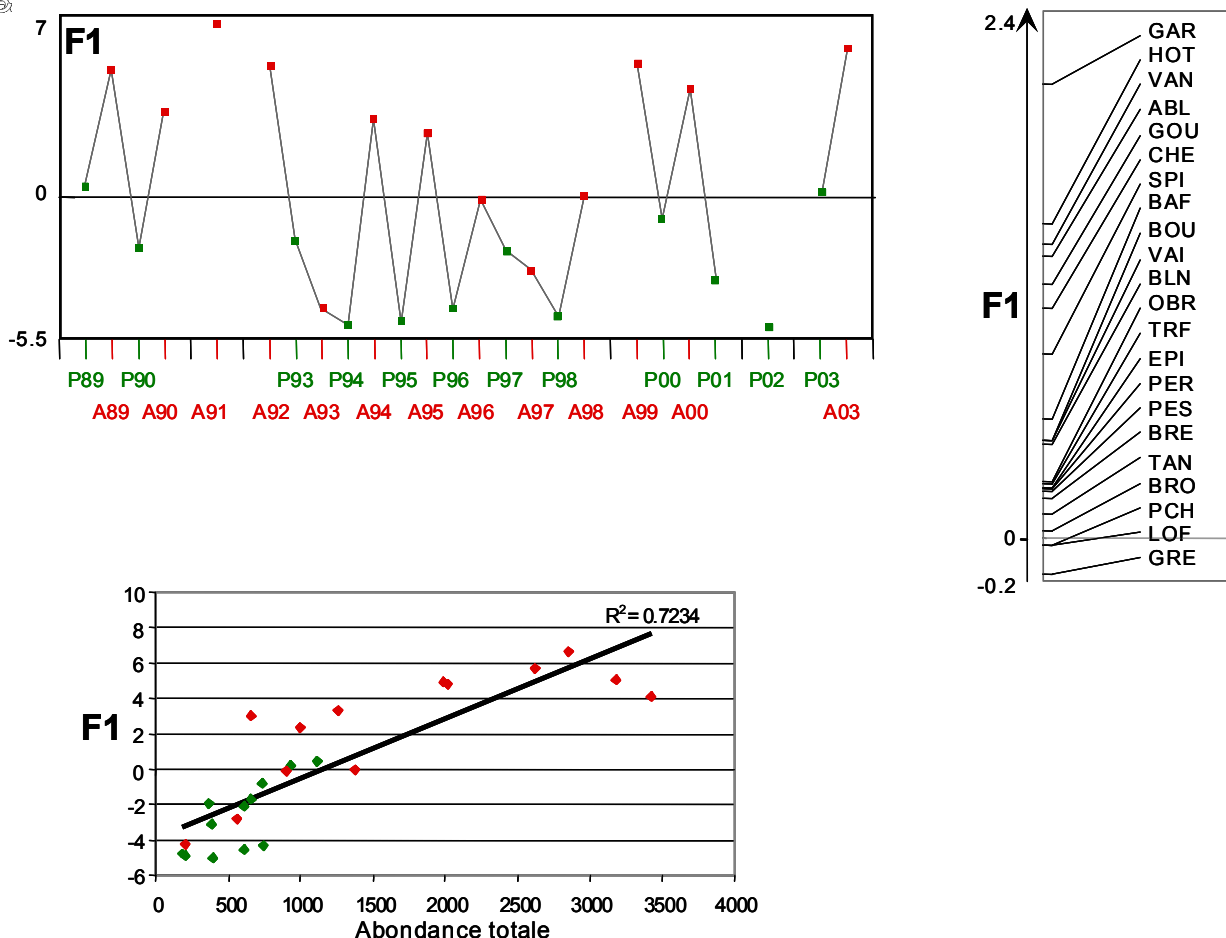 7
F1
0
-5.5
P89 P90 P93 P94 P95 P96 P97 P98 P00 P01 P02 P03
A89 A90 A91 A92 A93 A94 A95 A96 A97 A98 A99 A00 A03
2.4
F1
0
-0.2
GAR
HOT
VAN
ABL
GOU
CHE
SPI
BAF
BOU
VAI
BLN
OBR
TRF
EPI
PER
PES
BRE
TAN
BRO
PCH
LOF
GRE
R²= 0.7234
F1
10
8
6
4
2
0
-2
-4
-6
0 500 1000 1500 2000 2500 3000 3500 4000
Abondance totale